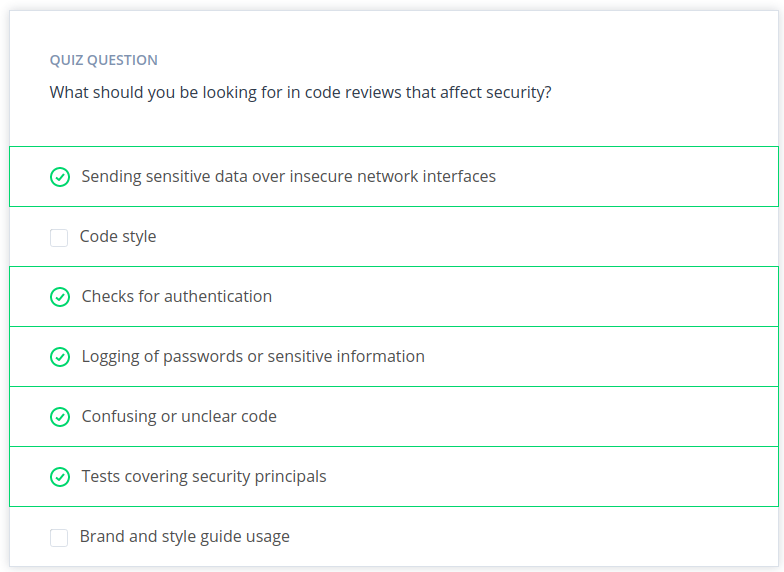 QUIZ QUESTION
What should you be looking for in code reviews that affect security?
Sending sensitive data over insecure network interfaces
Code style
Checks for authentication
Logging of passwords or sensitive information
Confusing or unclear code
Tests covering security principals
Brand and style guide usage